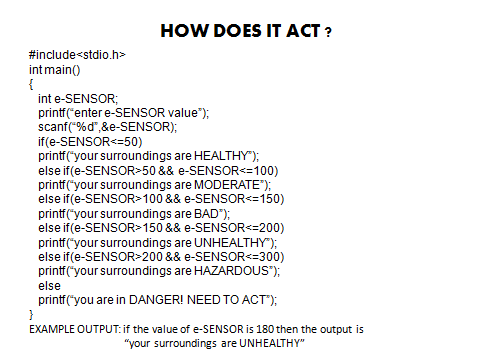 HOW DOES IT ACT ?
#include<stdio.h>
int main()
{
int e-SENSOR;
printf(“enter e-SENSOR value”);
scanf(“%d”,&e-SENSOR);
if(e-SENSOR<=50)
printf(“your surroundings are HEALTHY”);
else if(e-SENSOR>50 && e-SENSOR<=100)
printf(“your surroundings are MODERATE”);
else if(e-SENSOR>100 && e-SENSOR<=150)
printf(“your surroundings are BAD”);
else if(e-SENSOR>150 && e-SENSOR<=200)
printf(“your surroundings are UNHEALTHY”);
else if(e-SENSOR>200 && e-SENSOR<=300)
printf(“your surroundings are HAZARDOUS”);
else
printf(“you are in DANGER! NEED TO ACT”);
}
EXAMPLE OUTPUT: if the value of e-SENSOR is 180 then the output is
“your surroundings are UNHEALTHY”